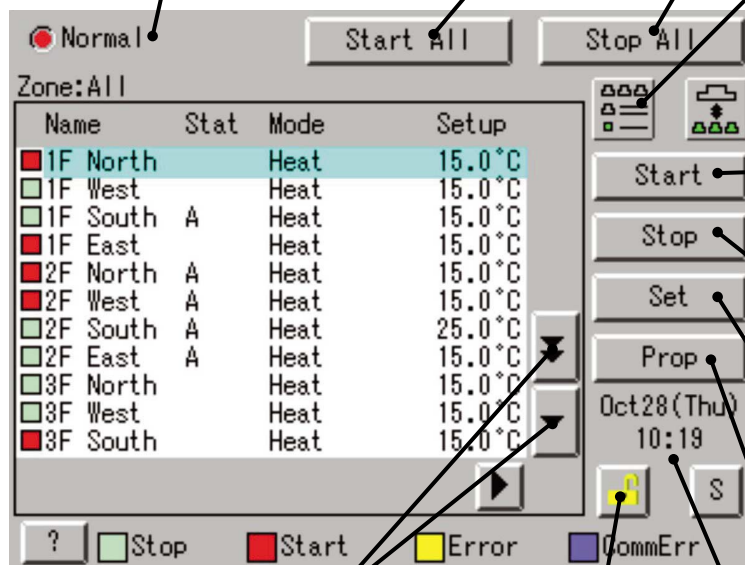 Normal Start All Stop All
Zone:All
Name Stat Mode Setup
1F North Heat 15.0°C
1F West Heat 15.0°C
1F South A Heat 15.0°C
1F East Heat 15.0°C
2F North A Heat 15.0°C
2F West A Heat 15.0°C
2F South A Heat 25.0°C
2F East A Heat 15.0°C
3F North Heat 15.0°C
3F West Heat 15.0°C
3F South Heat 15.0°C
Start
Stop
Set
Prop
Oct28(Thu)
10:19
S
? Stop Start Error CommErr